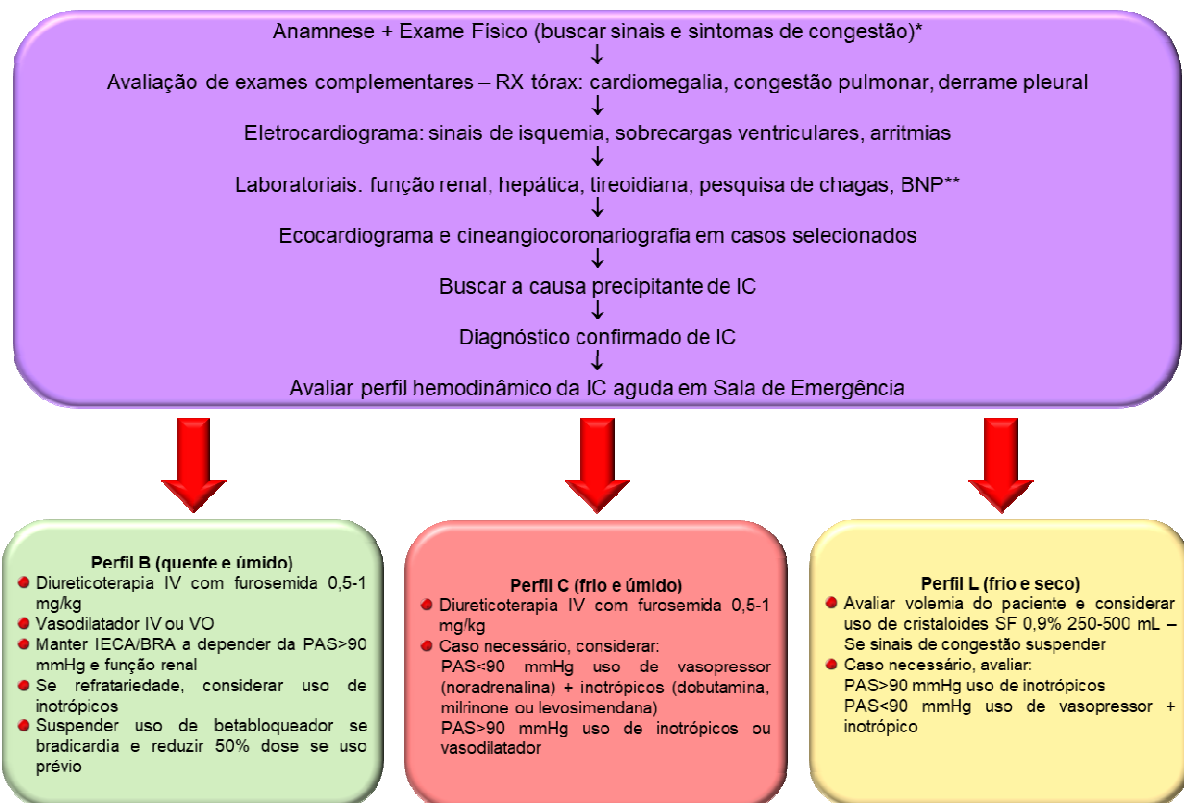 Anamnese + Exame Físico (buscar sinais e sintomas de congestão)*
↓
Avaliação de exames complementares – RX tórax: cardiomegalia, congestão pulmonar, derrame pleural
↓
Eletrocardiograma: sinais de isquemia, sobrecargas ventriculares, arritmias
↓
Laboratoriais: função renal, hepática, tireoidiana, pesquisa de chagas, BNP**
↓
Ecocardiograma e cineangiocoronariografia em casos selecionados
↓
Buscar a causa precipitante de IC
↓
Diagnóstico confirmado de IC
↓
Avaliar perfil hemodinâmico da IC aguda em Sala de Emergência
Perfil B (quente e úmido)
Diureticoterapia IV com furosemida 0,5-1
mg/kg
Vasodilatador IV ou VO
Manter IECA/BRA a depender da PAS>90
mmHg e função renal
Se refratariedade, considerar uso de
inotrópicos
Suspender uso de betabloqueador se
bradicardia e reduzir 50% dose se uso
prévio
Perfil C (frio e úmido)
Diureticoterapia IV com furosemida 0,5-1
mg/kg
Caso necessário, considerar:
PAS<90 mmHg uso de vasopressor
(noradrenalina) + inotrópicos (dobutamina,
milrinone ou levosimendana)
PAS>90 mmHg uso de inotrópicos ou
vasodilatador
Perfil L (frio e seco)
Avaliar volemia do paciente e considerar
uso de cristaloides SF 0,9% 250-500 mL –
Se sinais de congestão suspender
Caso necessário, avaliar:
PAS>90 mmHg uso de inotrópicos
PAS<90 mmHg uso de vasopressor +
inotrópico